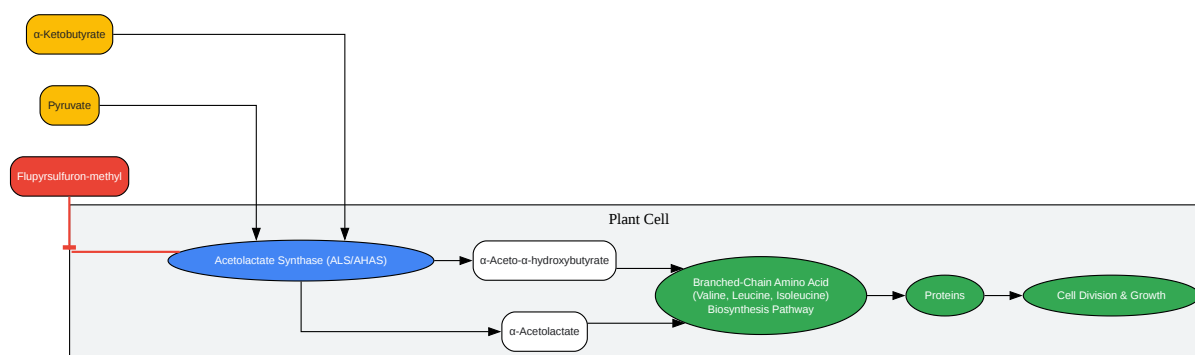 α-Ketobutyrate
Pyruvate
Flupyrsulfuron-methyl
Plant Cell
Acetolactate Synthase (ALS/AHAS)
α-Aceto-α-hydroxybutyrate
Branched-Chain Amino Acid
(Valine, Leucine, Isoleucine)
Biosynthesis Pathway
Proteins
Cell Division & Growth
α-Acetolactate